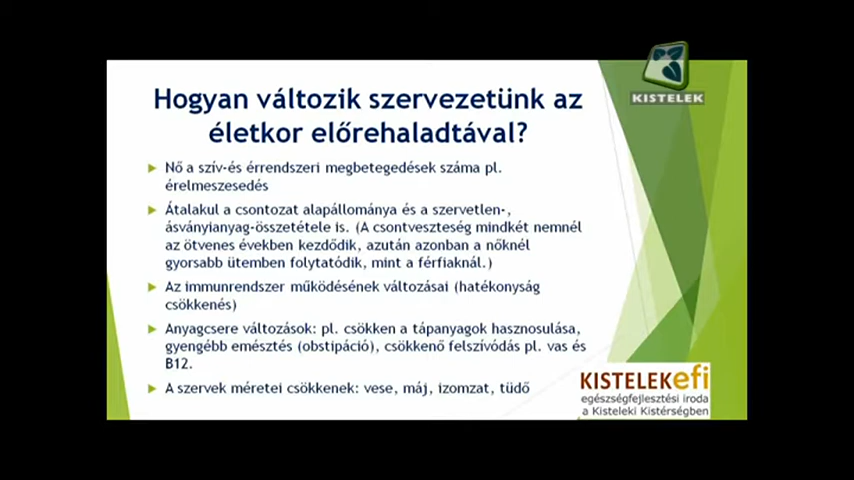 KISTELEK
Hogyan változik szervezetünk az
életkor előrehaladtával?
Nő a szív-és érrendszeri megbetegedések száma pl.
érelmeszesedés
Átalakul a csontozat alapállománya és a szervetlen-,
ásványianyag-összetétele is. (A csontveszteség mindkét nemnél
az ötvenes években kezdődik, azután azonban a nőknél
gyorsabb ütemben folytatódik, mint a férfiaknál.)
Az immunrendszer működésének változásai (hatékonyság
csökkenés)
Anyagcsere változások: pl. csökken a tápanyagok hasznosulása,
gyengébb emésztés (obstipáció), csökkenő felszívódás pl. vas és
B12.
A szervek méretei csökkenek: vese, máj, izomzat, tüdő
KISTELEKefi
egészségfejlesztési iroda
a Kisteleki Kistérségben